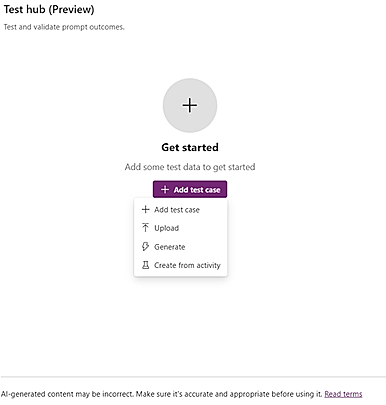 Test hub (Preview)
Test and validate prompt outcomes.
Get started
Add some test data to get started
Add test case
Add test case
Upload
Generate
Create from activity
AI-generated content may be incorrect. Make sure it's accurate and appropriate before using it. Read terms